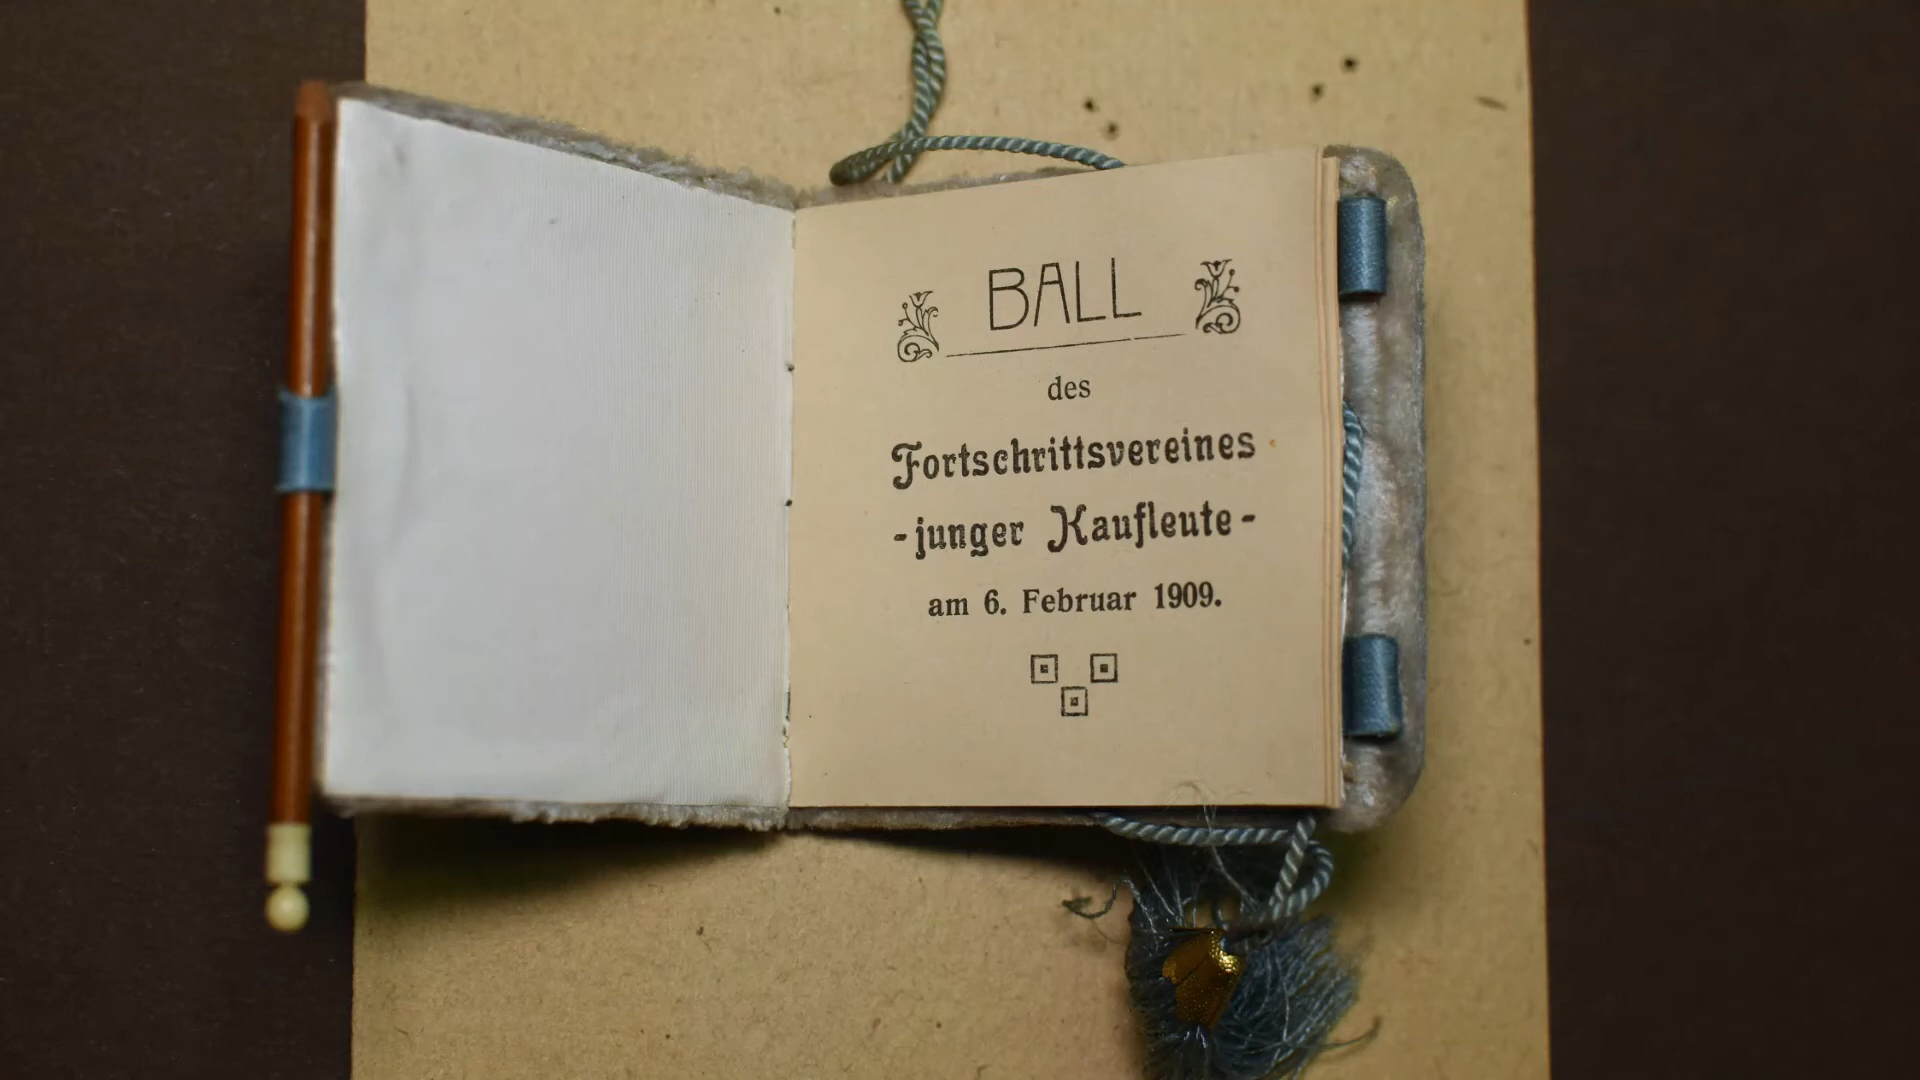 BALL
des
Fortschrittsvereines
-junger Kaufleute-
am 6. Februar 1909.